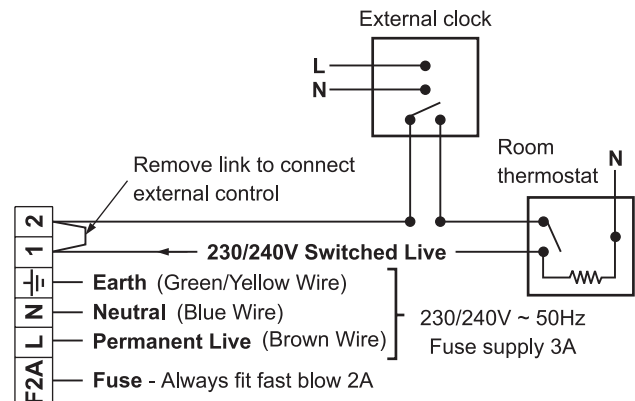 External clock
L
N
Room
thermostat
N
Remove link to connect
external control
2
1
230/240V Switched Live
Earth (Green/Yellow Wire)
N
Neutral (Blue Wire)
L
Permanent Live (Brown Wire)
230/240V ~ 50Hz
Fuse supply 3A
F2A
Fuse - Always fit fast blow 2A